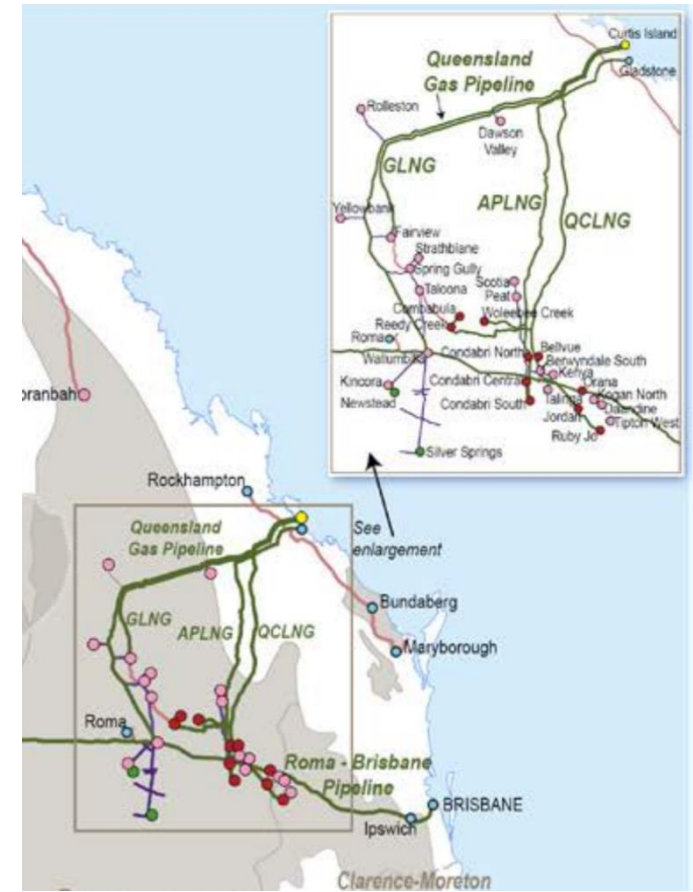 Curtis Island
Queensland
Gas Pipeline
Gladstone
Rolleston
Dawson
Valley
GLNG
APLNG
QCLNG
Yellowbank
Fairview
Strathblane
Spring Gully
Taloona
Scotia
Peat
Combabula
Woleebee Creek
Reedy Creek
Roma
Wallumbilla
Condabri North
Bellvue
Berwyndale South
Kenya
Kincora
Condabri Central
Orana
Newstead
Condabri South
Talinga
Kogan North
Daandine
Jordan
Tipton West
Ruby Jo
Silver Springs
oranbah
Rockhampton
See
enlargement
Queensland
Gas Pipeline
Bundaberg
GLNG
APLNG
QCLNG
Maryborough
Roma
Roma - Brisbane
Pipeline
BRISBANE
Ipswich
Clarence-Moreton